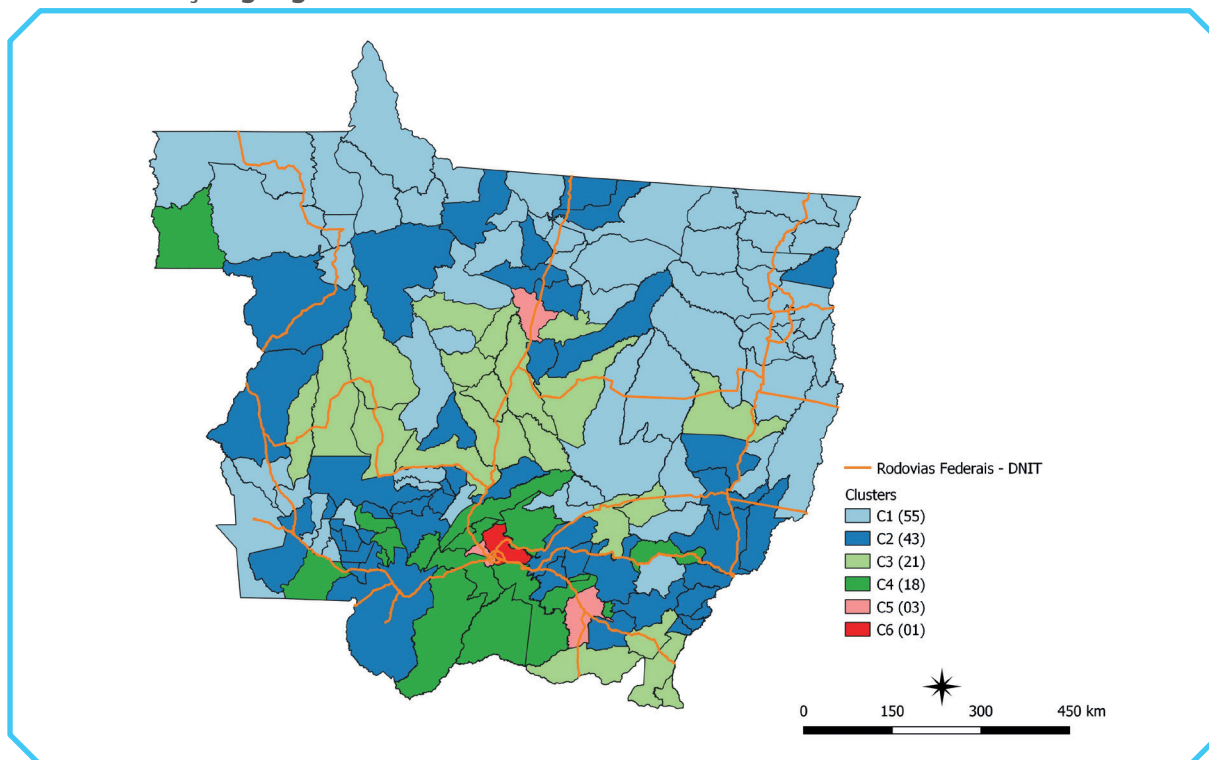 Rodovias Federais - DNIT
Clusters
C1 (55)
C2 (43)
C3 (21)
C4 (18)
C5 (03)
C6 (01)
0 150 300 450 km